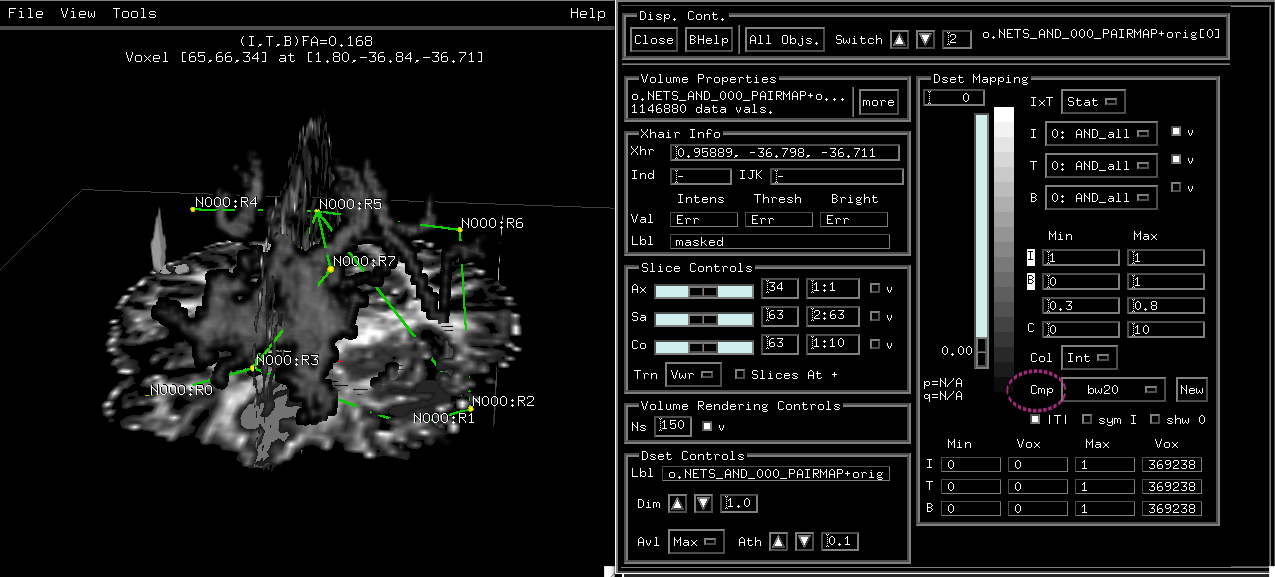 File View Tools Help
(I,T,B)FA=0.168
Voxel [65,66,34] at [1.80,-36.84,-36.71]
N000:R4
N000:R5
N000:R6
N000:R7
N000:R3
N000:R0
N000:R2
N000:R1
Disp. Cont.
Close BHelp All Objs. Switch 2 o.NETS_AND_000_PAIRMAP+orig[0]
Volume Properties
o.NETS_AND_000_PAIRMAP+o...
1146880 data vals.
more
Xhair Info
Xhr 0.95889, -36.798, -36.711
Ind - IJK -
Intens Thresh Bright
Val Err Err Err
Lbl masked
Slice Controls
Ax 34 1:1 v
Sa 63 2:63 v
Co 63 1:10 v
Trn Vwr Slices At +
Volume Rendering Controls
Ns 150 v
Dset Controls
Lbl o.NETS_AND_000_PAIRMAP+orig
Dim 1.0
Avl Max Ath 0.1
Dset Mapping
0
IxT Stat
I 0: AND_all v
T 0: AND_all v
B 0: AND_all v
Min Max
I 1 1
B 0 1
0.3 0.8
C 0 10
0.00
Col Int
p=N/A
q=N/A
Cmp bw20 New
|T| sym I shw 0
Min Vox Max Vox
I 0 0 1 369238
T 0 0 1 369238
B 0 0 1 369238